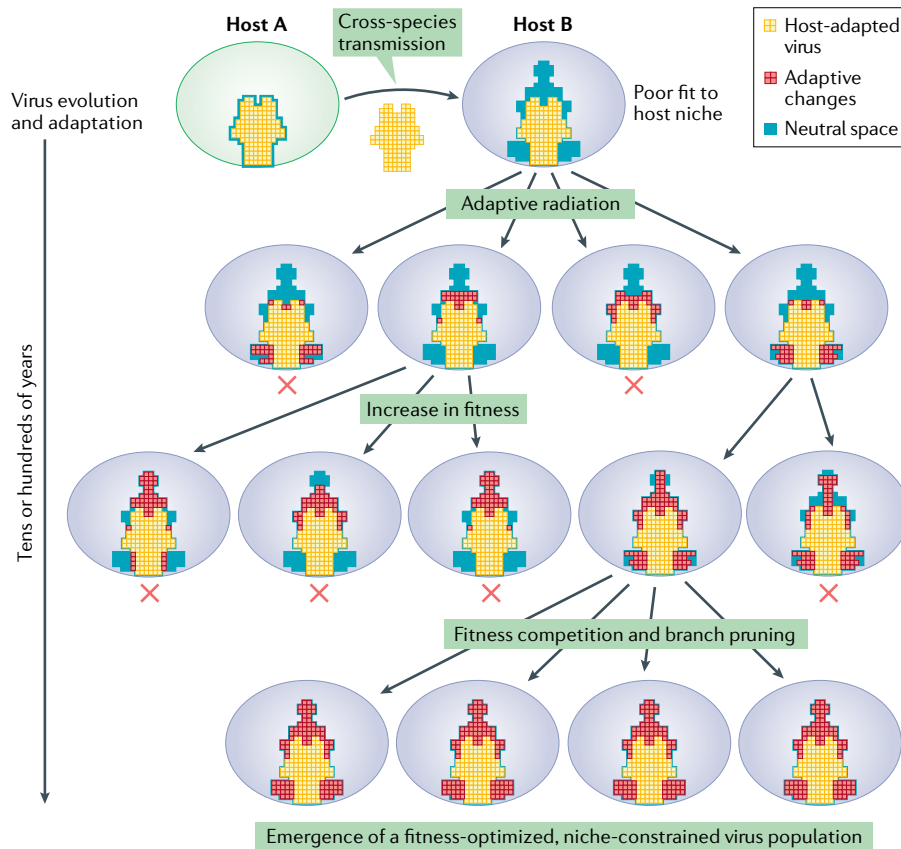 Host A
Cross-species
transmission
Host B
Host-adapted
virus
Adaptive
changes
Neutral space
Virus evolution
and adaptation
Poor fit to
host niche
Adaptive radiation
Increase in fitness
Tens or hundreds of years
Fitness competition and branch pruning
Emergence of a fitness-optimized, niche-constrained virus population